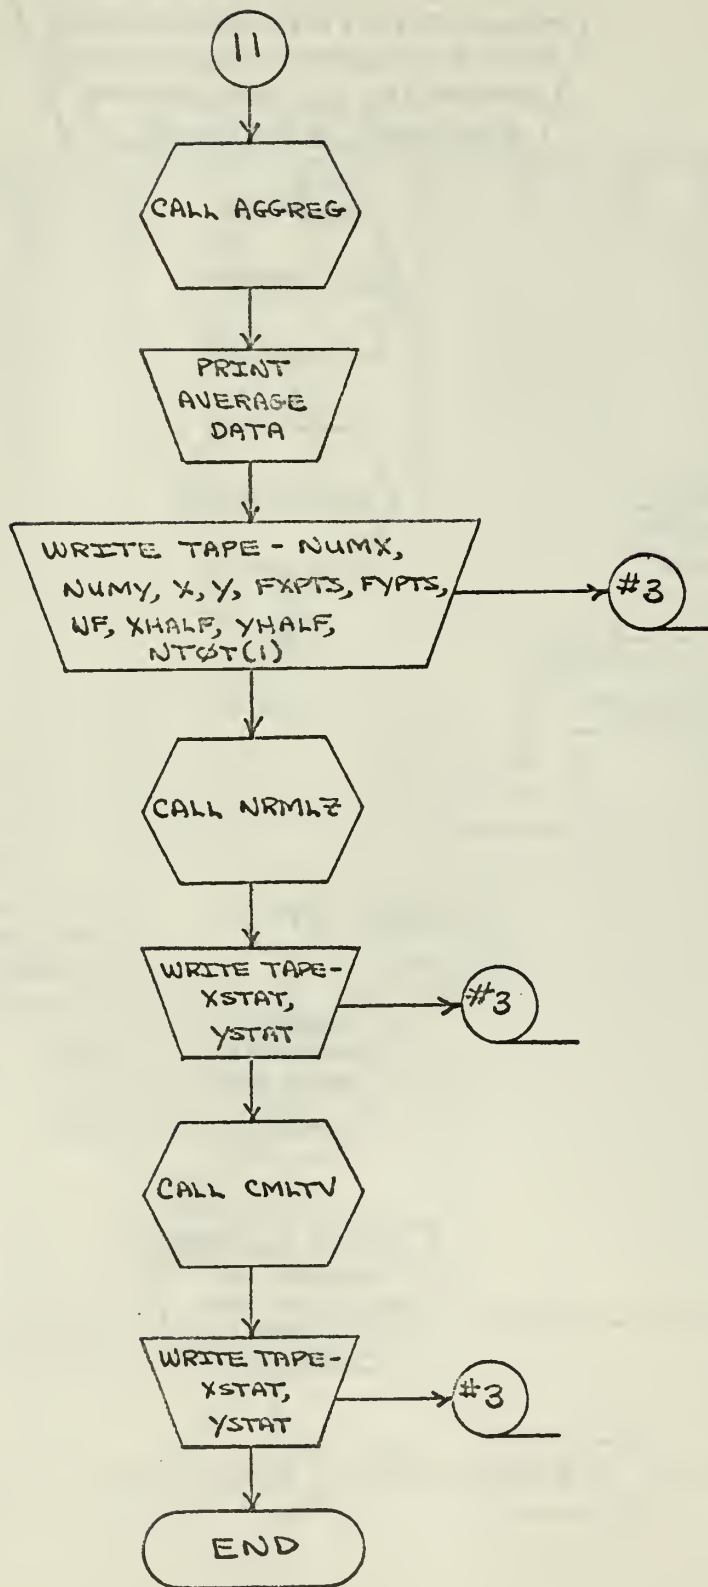 11
CALL AGGREG
PRINT
AVERAGE
DATA
WRITE TAPE - NUMX,
NUMY, X, Y, FXPTS, FYPTS,
WF, XHALF, YHALF,
NTØT(1)
#3
CALL NRMLZ
WRITE TAPE-
XSTAT,
YSTAT
#3
CALL CMLTV
WRITE TAPE-
XSTAT,
YSTAT
#3
END